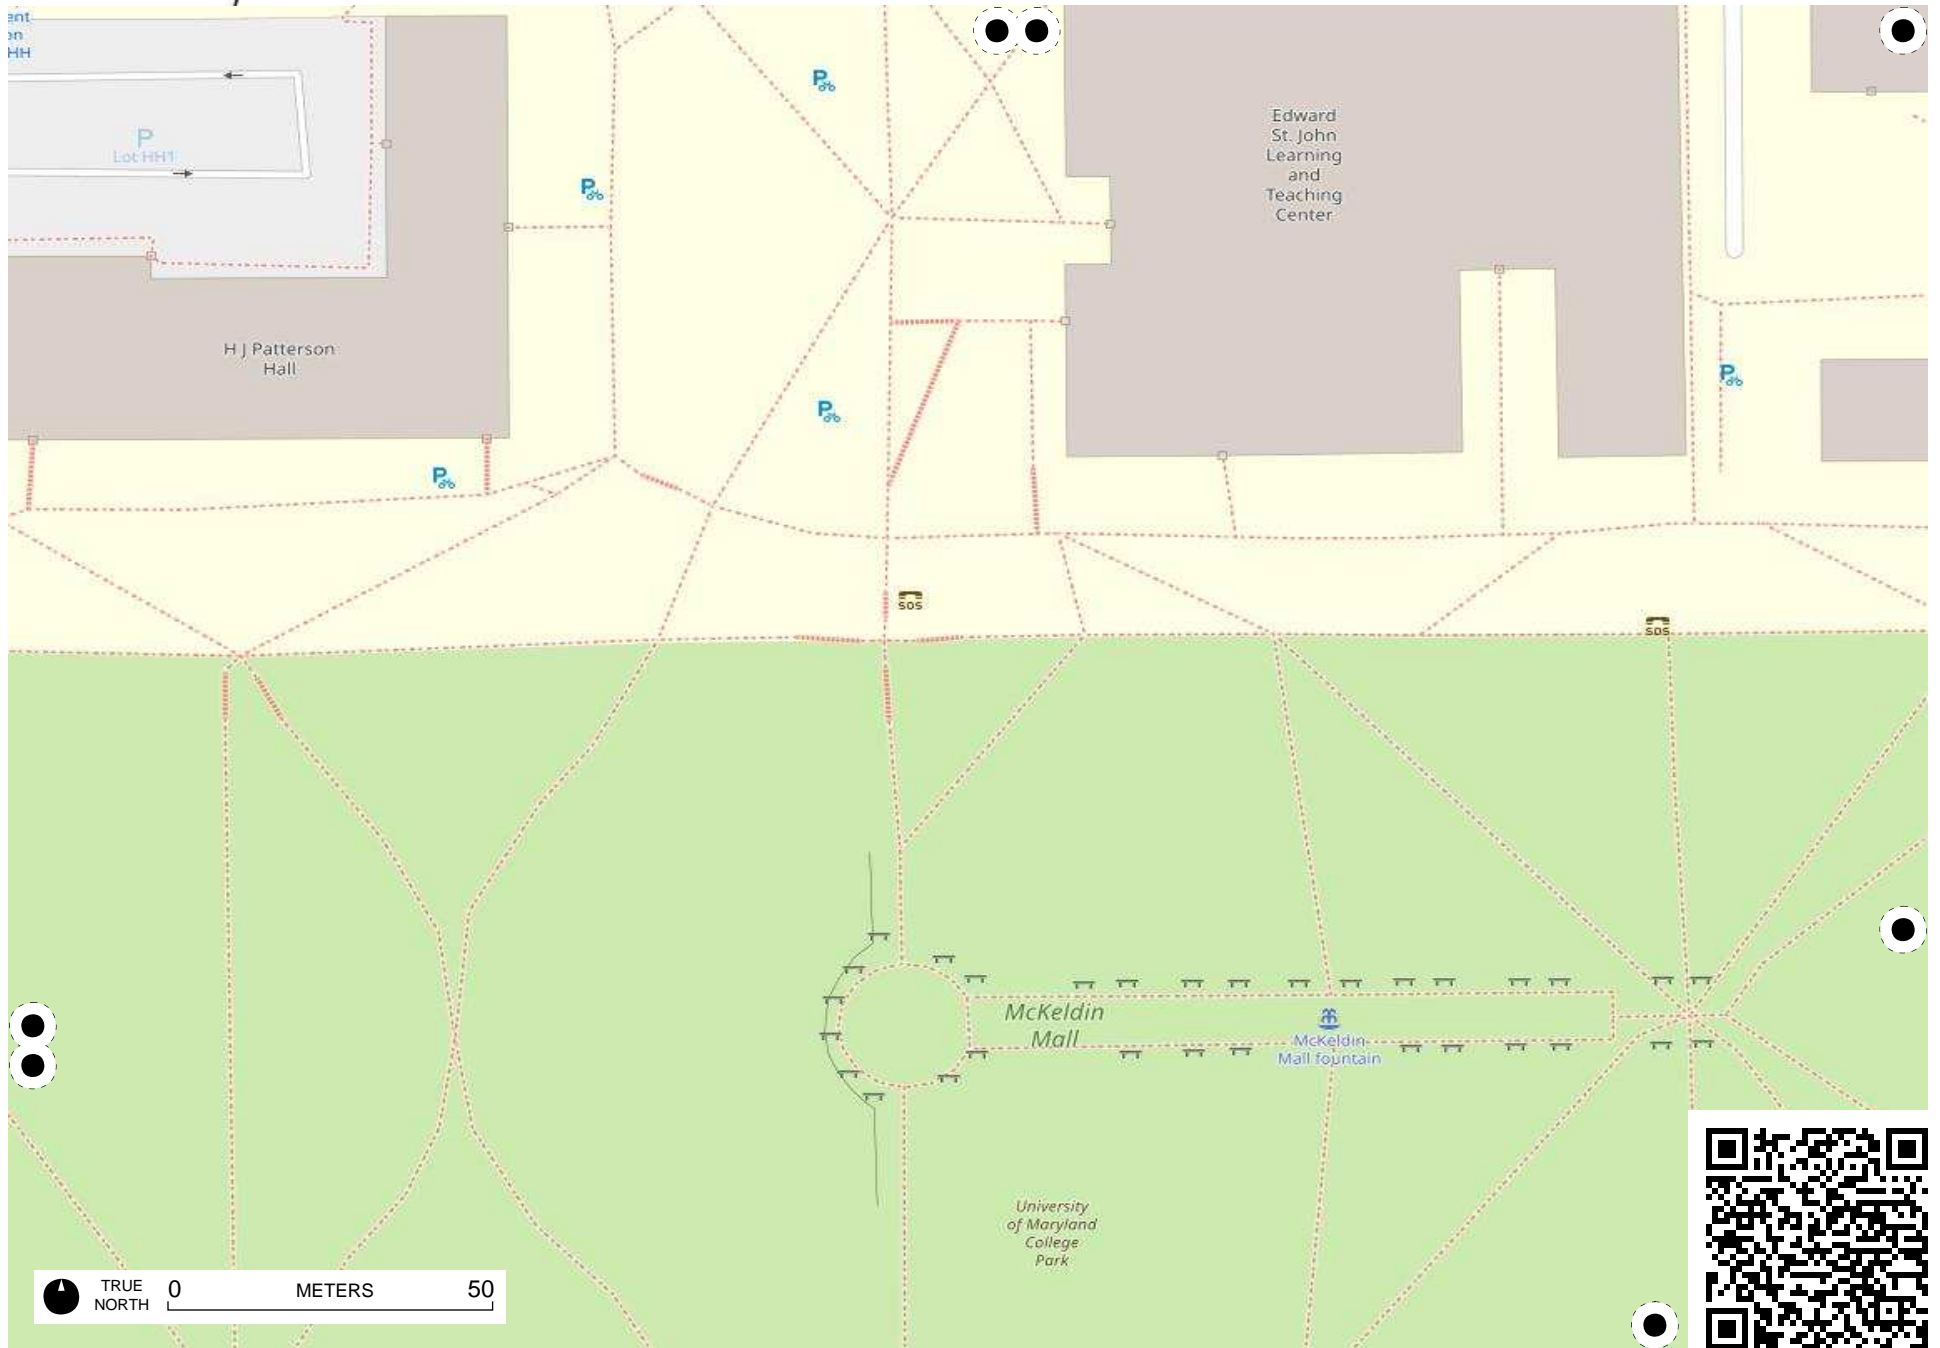 HH
P
Lot HH1
P
P
P
P
P
Edward
St. John
Learning
and
Teaching
Center
H J Patterson
Hall
SOS
SOS
McKeldin
Mall
McKeldin
Mall fountain
University
of Maryland
College
Park
TRUE
NORTH
0 METERS 50